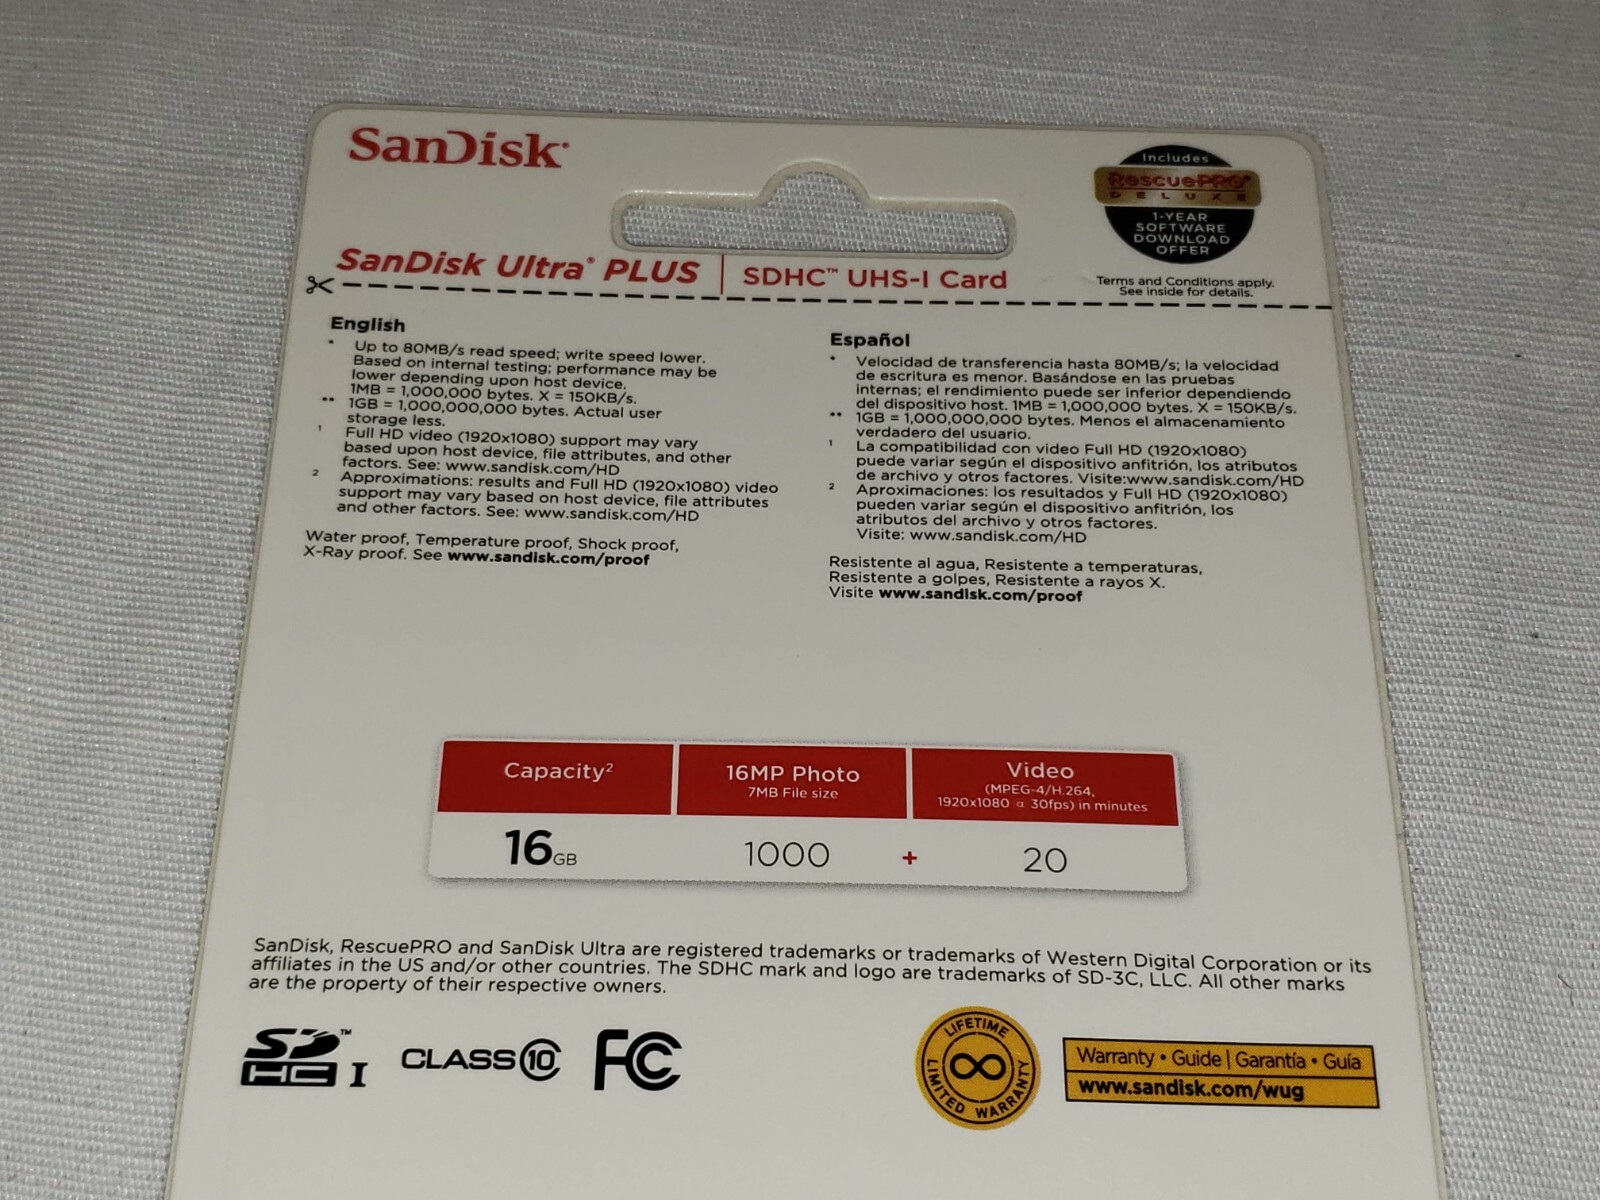 SanDisk®
Includes
RescuePRO®
DELUXE
1-YEAR
SOFTWARE
DOWNLOAD
OFFER
Terms and Conditions apply.
See inside for details.
SanDisk Ultra® PLUS | SDHC™ UHS-I Card
English
* Up to 80MB/s read speed; write speed lower.
Based on internal testing; performance may be
lower depending upon host device.
1MB = 1,000,000 bytes. X = 150KB/s.
** 1GB = 1,000,000,000 bytes. Actual user
storage less.
1 Full HD video (1920x1080) support may vary
based upon host device, file attributes, and other
factors. See: www.sandisk.com/HD
2 Approximations: results and Full HD (1920x1080) video
support may vary based on host device, file attributes
and other factors. See: www.sandisk.com/HD
Water proof, Temperature proof, Shock proof,
X-Ray proof. See www.sandisk.com/proof
Español
* Velocidad de transferencia hasta 80MB/s; la velocidad
de escritura es menor. Basándose en las pruebas
internas; el rendimiento puede ser inferior dependiendo
del dispositivo host. 1MB = 1,000,000 bytes. X = 150KB/s.
** 1GB = 1,000,000,000 bytes. Menos el almacenamiento
verdadero del usuario.
1 La compatibilidad con video Full HD (1920x1080)
puede variar según el dispositivo anfitrión, los atributos
de archivo y otros factores. Visite:www.sandisk.com/HD
2 Aproximaciones: los resultados y Full HD (1920x1080)
pueden variar según el dispositivo anfitrión, los
atributos del archivo y otros factores.
Visite: www.sandisk.com/HD
Resistente al agua, Resistente a temperaturas,
Resistente a golpes, Resistente a rayos X.
Visite www.sandisk.com/proof
Capacity2
16MP Photo
7MB File size
Video
(MPEG-4/H.264,
1920x1080 α 30fps) in minutes
16GB
1000 + 20
SanDisk, RescuePRO and SanDisk Ultra are registered trademarks or trademarks of Western Digital Corporation or its
affiliates in the US and/or other countries. The SDHC mark and logo are trademarks of SD-3C, LLC. All other marks
are the property of their respective owners.
SD™
HC I
CLASS 10
FC
LIFETIME
LIMITED WARRANTY
Warranty • Guide | Garantía • Guía
www.sandisk.com/wug